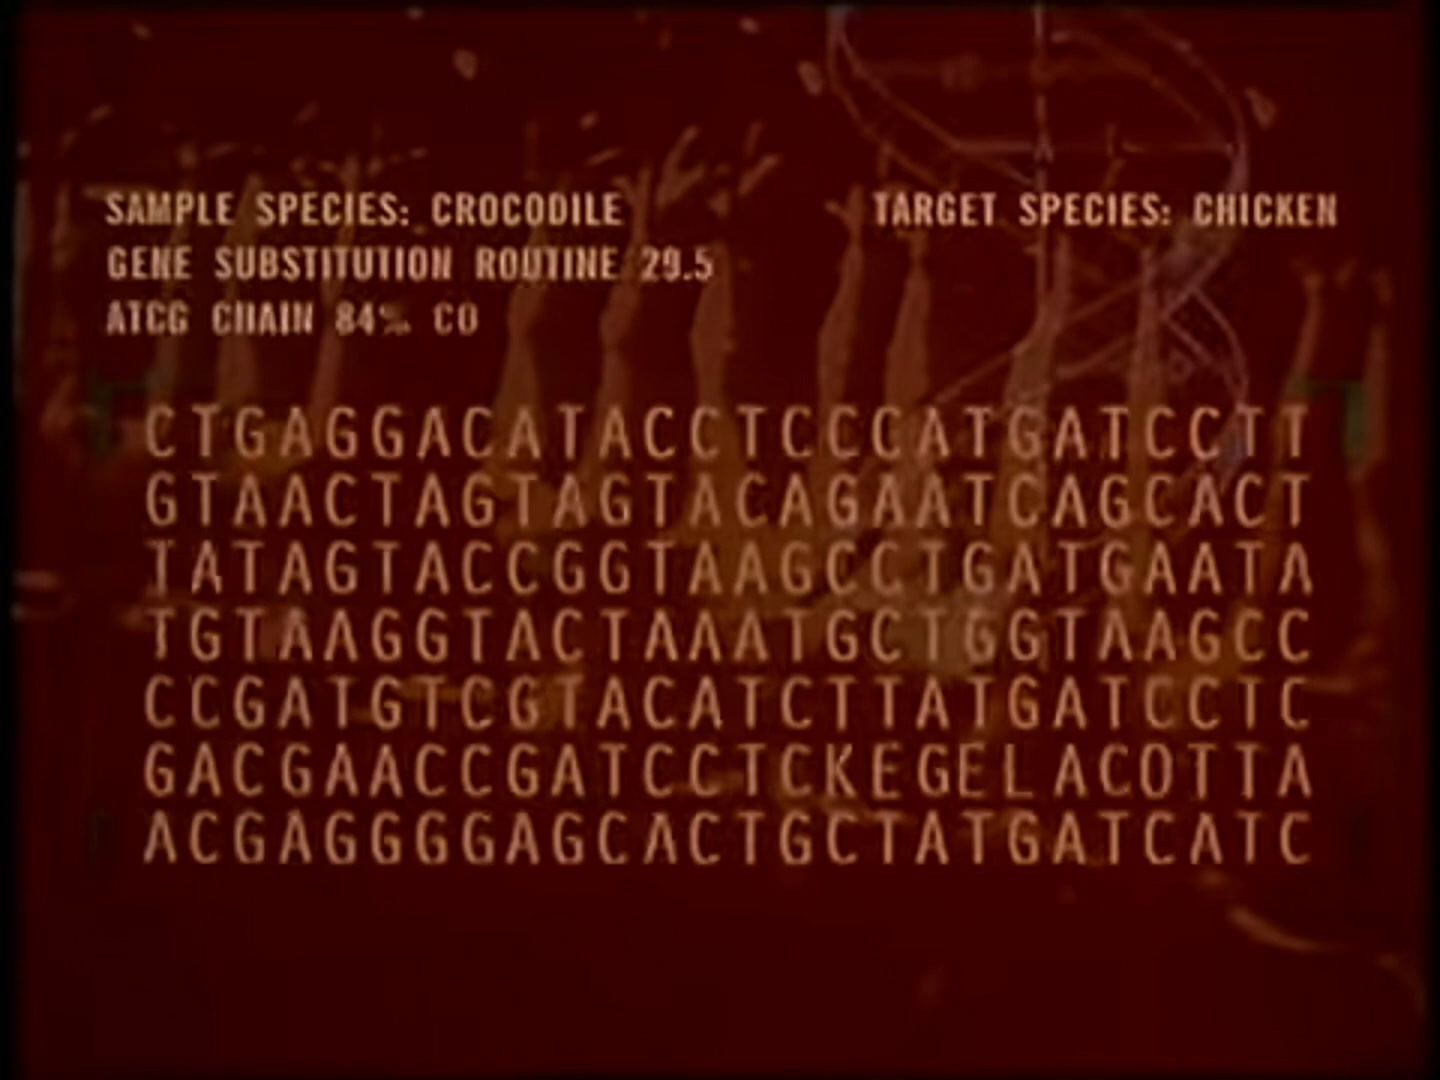 SAMPLE SPECIES: CROCODILE TARGET SPECIES: CHICKEN
GENE SUBSTITUTION ROUTINE 29.5
ATCG CHAIN 84% CO
CTGAGGACATACCTCCCATGATCCTT
GTAACTAGTAGTACAGAATCAGCACT
TATAGTACCGGTAAGCCTGATGAATA
TGTAAGGTACTAAATGCTGGTAAGCC
CCGATGTCGTACATCTTATGATCCTC
GACGAACCGATCCTCKEGELACOTTA
ACGAGGGGAGCACTGCTATGATCATC